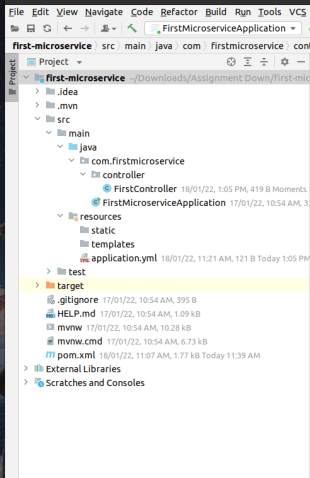 File Edit View Navigate Code Refactor Build Run Tools VCS
FirstMicroserviceApplication
first-microservice src main java com firstmicroservice
Project
Project
first-microservice ~/Downloads/Assignment Down/first-mic
.idea
.mvn
src
main
java
com.firstmicroservice
controller
FirstController 18/01/22, 1:05 PM, 419 B Moments
FirstMicroserviceApplication 17/01/22, 10:54 AM, 3
resources
static
templates
application.yml 18/01/22, 11:21 AM, 121 B Today 1:05 PM
test
target
.gitignore 17/01/22, 10:54 AM, 395 B
HELP.md 17/01/22, 10:54 AM, 1.09 kB
mvnw 17/01/22, 10:54 AM, 10.28 kB
mvnw.cmd 17/01/22, 10:54 AM, 6.73 kB
pom.xml 18/01/22, 11:07 AM, 1.77 kB Today 11:39 AM
External Libraries
Scratches and Consoles